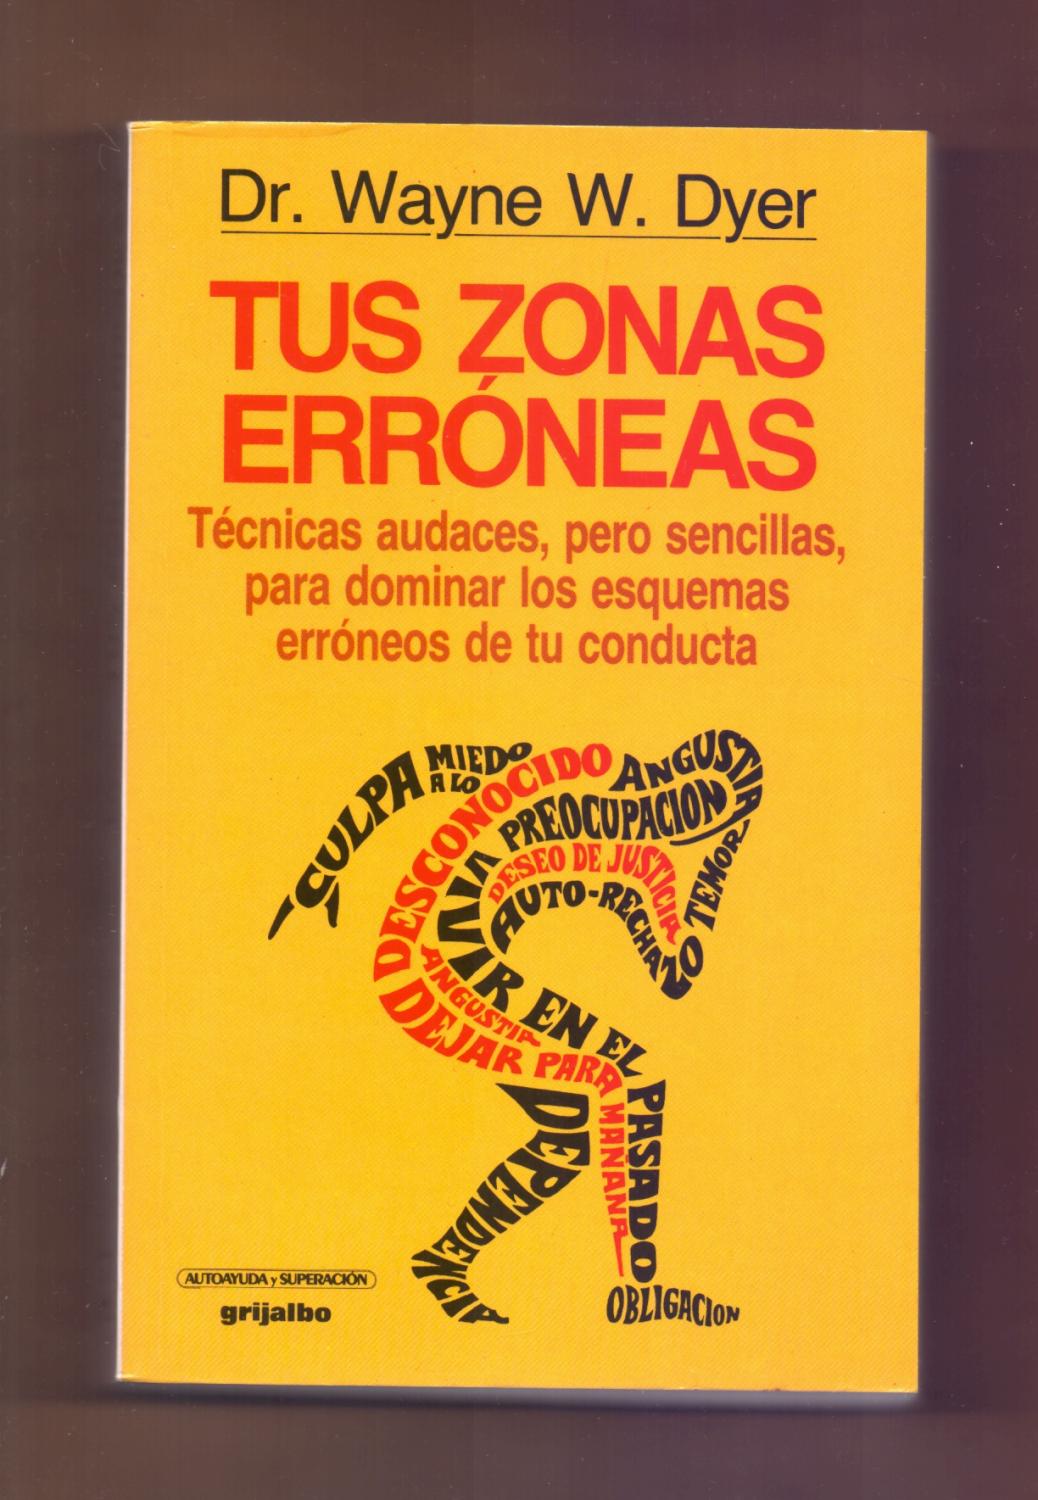 Dr. Wayne W. Dyer
TUS ZONAS
ERRÓNEAS
Técnicas audaces, pero sencillas,
para dominar los esquemas
erróneos de tu conducta
CULPA
MIEDO
A LO
DESCONOCIDO
ANGUSTIA
PREOCUPACION
TEMOR
DESEO DE JUSTICIA
AUTO-RECHAZO
VIVIR EN EL PASADO
ANGUSTIA
DEJAR PARA MAÑANA
DEPENDENCIA
OBLIGACION
AUTOAYUDA y SUPERACIÓN
grijalbo